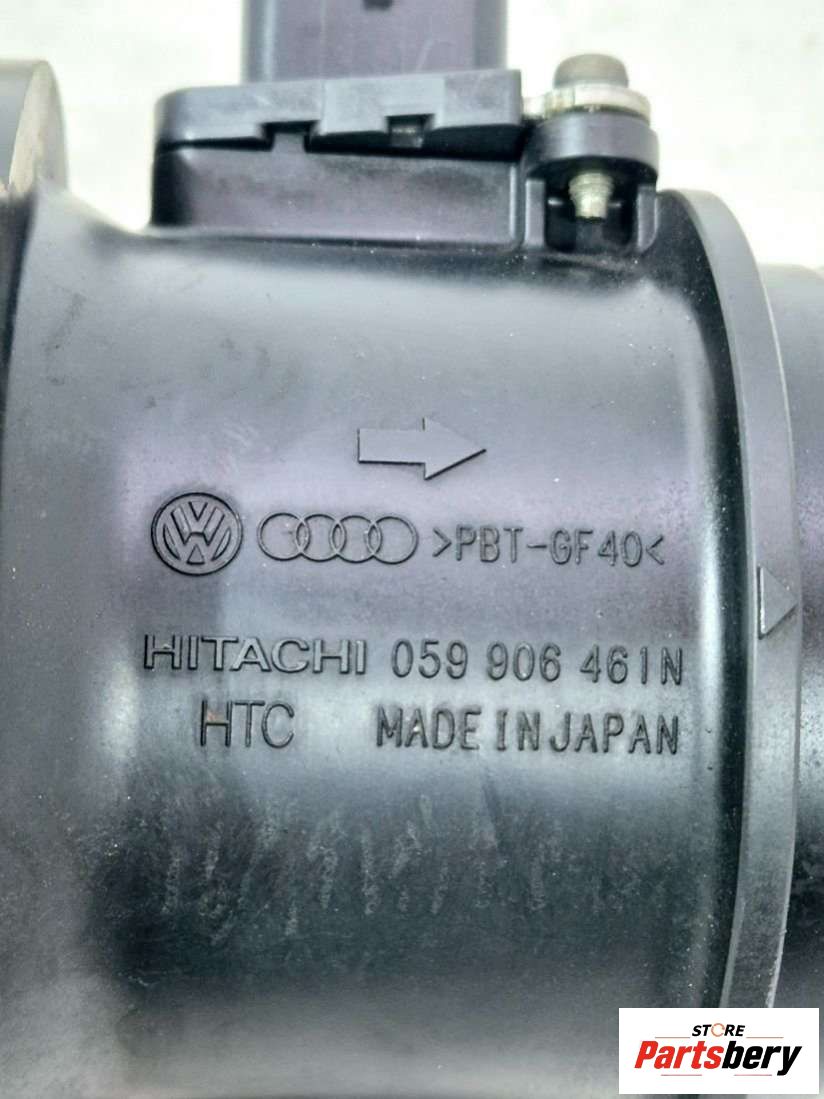 >PBT-GF40<
HITACHI 059 906 461N
HTC MADE IN JAPAN
STORE
Partsbery